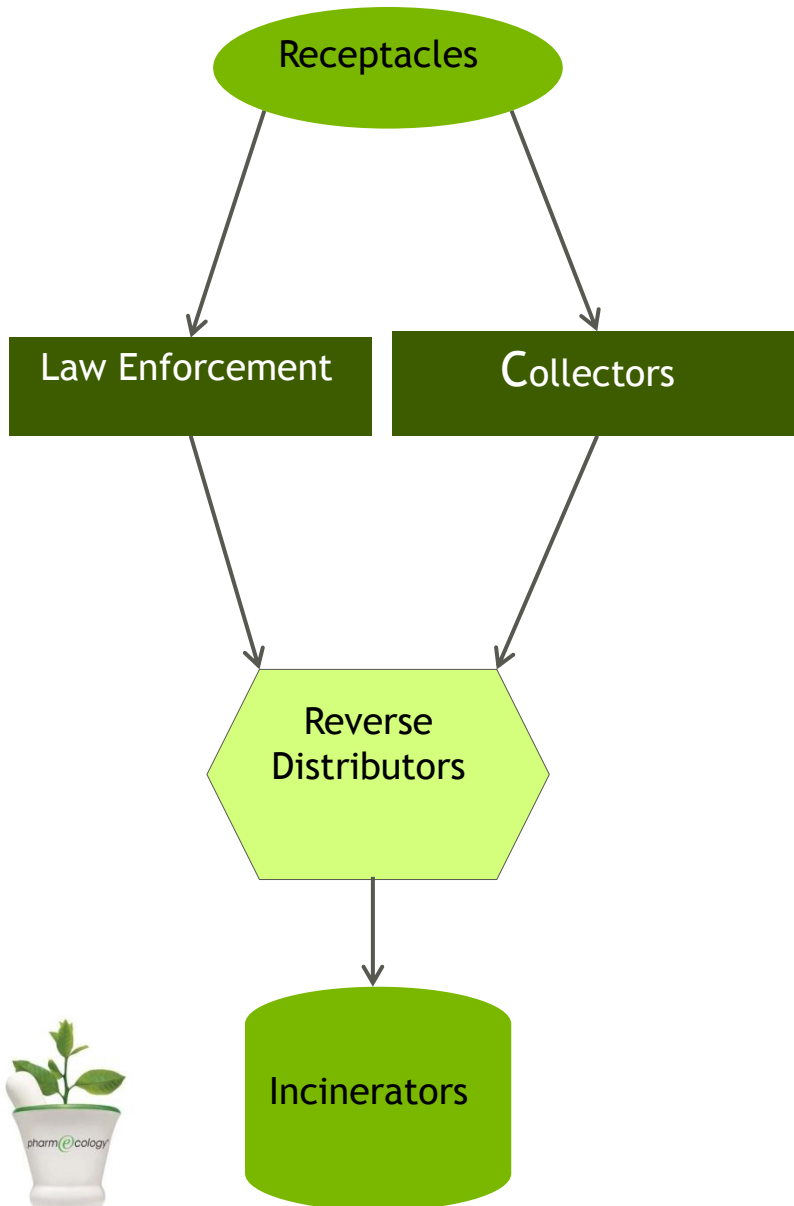 Receptacles
Law Enforcement
Collectors
Reverse
Distributors
Incinerators
pharmecology®